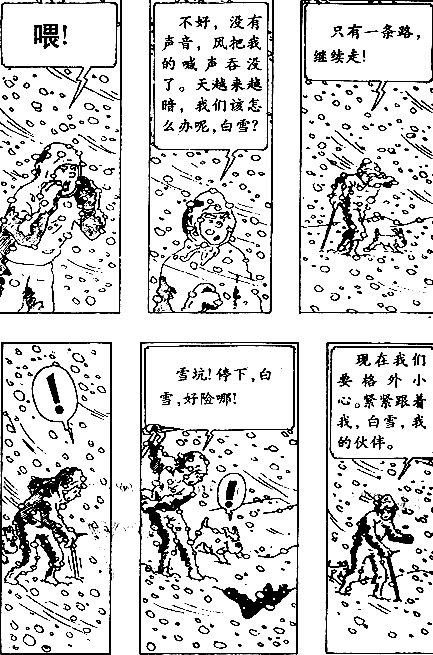 喂!
不好，没有
声音，风把我
的喊声吞没
了。天越来越
暗，我们该怎
么办呢,白雪?
只有一条路，
继续走!
!
雪坑!停下,白
雪,好险哪!
!
现在我们
要格外小
心。紧紧跟着
我,白雪,我
的伙伴。